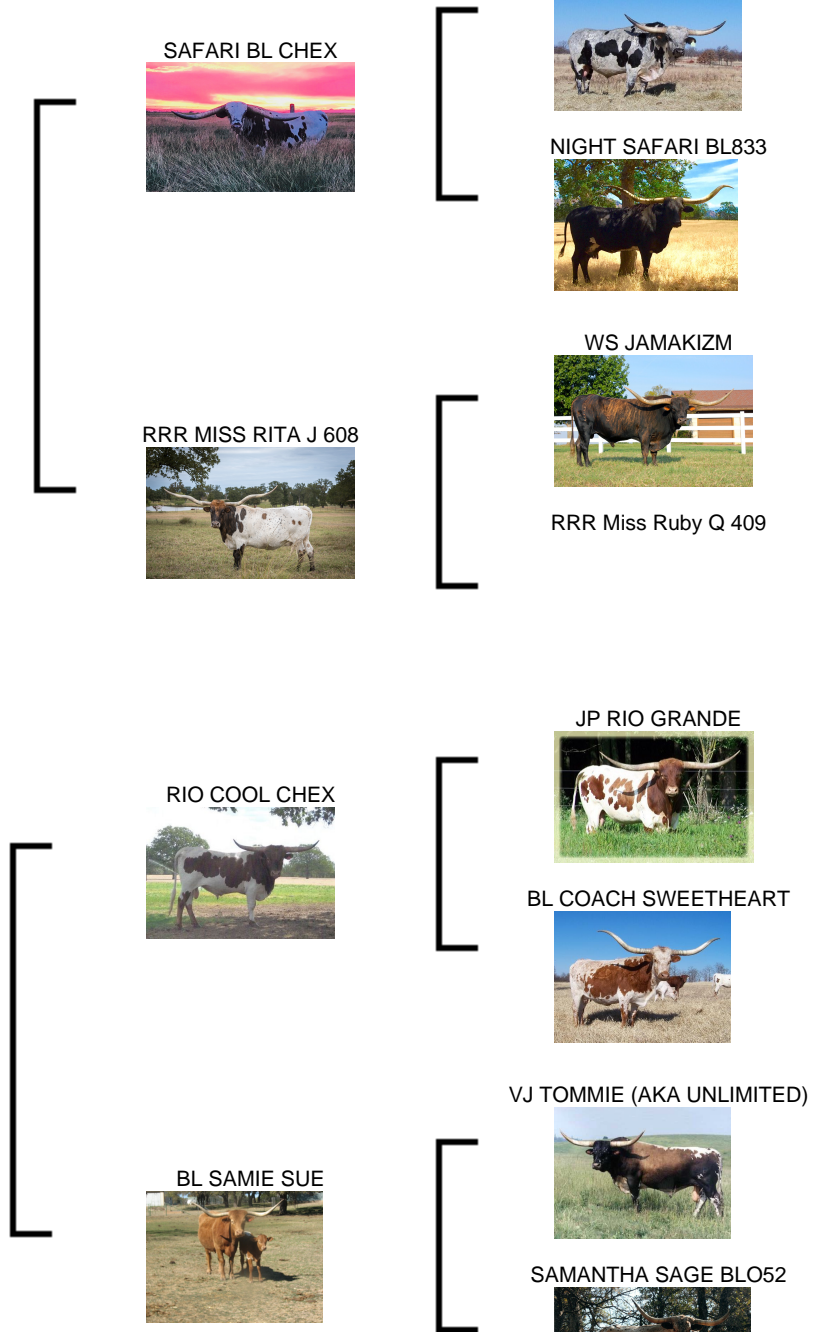 SAFARI BL CHEX
NIGHT SAFARI BL833
WS JAMAKIZM
RRR MISS RITA J 608
RRR Miss Ruby Q 409
JP RIO GRANDE
RIO COOL CHEX
BL COACH SWEETHEART
VJ TOMMIE (AKA UNLIMITED)
BL SAMIE SUE
SAMANTHA SAGE BLO52